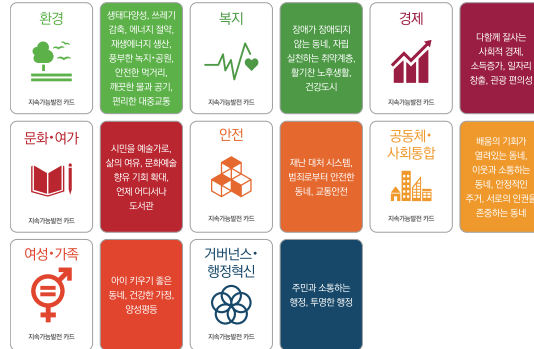 환경
지속가능발전 카드
생태다양성, 쓰레기
감축, 에너지 절약,
재생에너지 생산,
풍부한 녹지•공원,
안전한 먹거리,
깨끗한 물과 공기,
편리한 대중교통
복지
지속가능발전 카드
장애가 장애되지
않는 동네, 자립
실천하는 취약계층,
활기찬 노후생활,
건강도시
경제
지속가능발전 카드
다함께 잘사는
사회적 경제,
소득증가, 일자리
창출, 관광 편의성
문화•여가
지속가능발전 카드
시민을 예술가로,
삶의 여유, 문화예술
향유 기회 확대,
언제 어디서나
도서관
안전
지속가능발전 카드
재난 대처 시스템,
범죄로부터 안전한
동네, 교통안전
공동체•
사회통합
지속가능발전 카드
배움의 기회가
열려있는 동네,
이웃과 소통하는
동네, 안정적인
주거, 서로의 인권을
존중하는 동네
여성•가족
지속가능발전 카드
아이 키우기 좋은
동네, 건강한 가정,
양성평등
거버넌스•
행정혁신
지속가능발전 카드
주민과 소통하는
행정, 투명한 행정